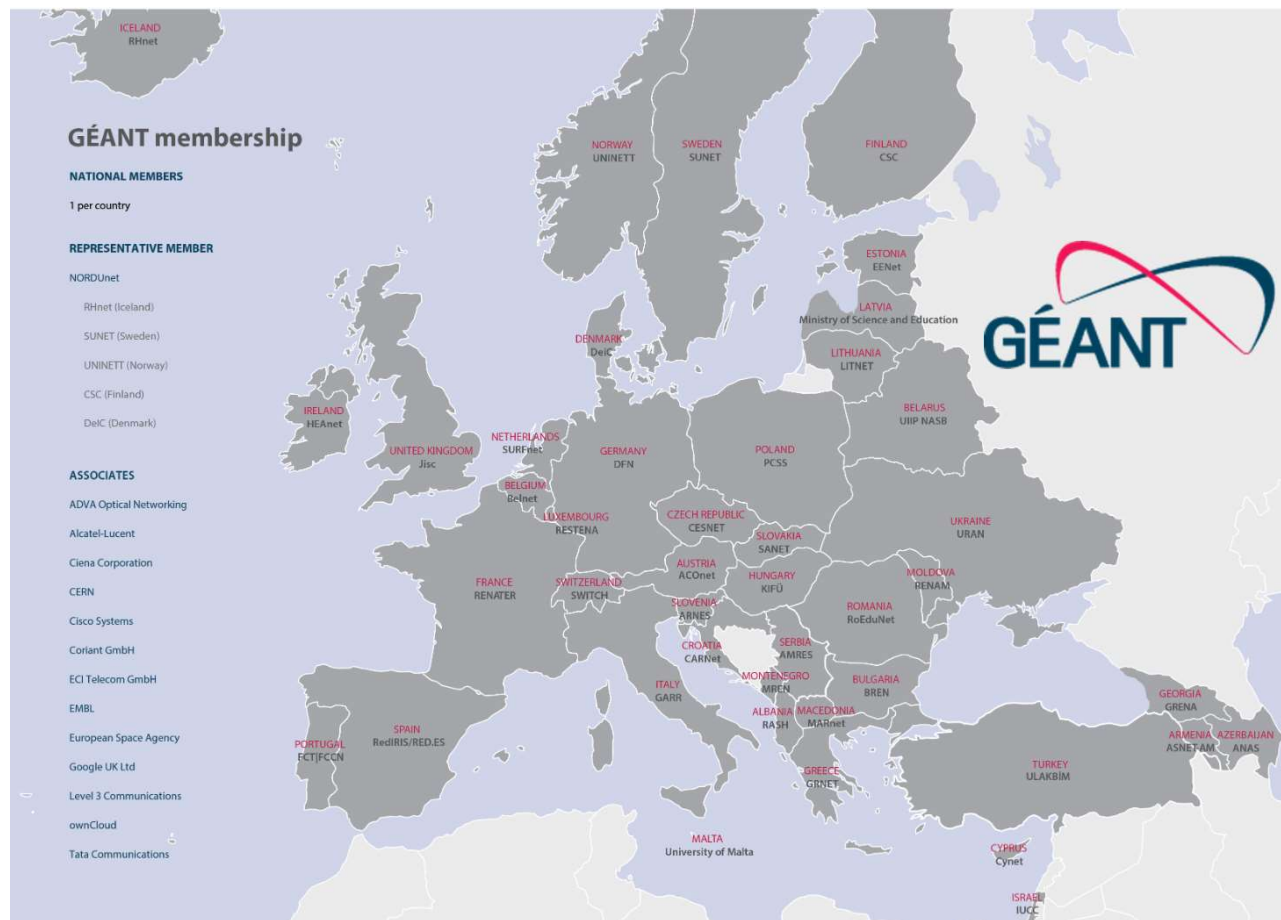 ICELAND
RHnet
GÉANT membership
NATIONAL MEMBERS
1 per country
REPRESENTATIVE MEMBER
NORDUnet
RHnet (Iceland)
SUNET (Sweden)
UNINETT (Norway)
CSC (Finland)
DeIC (Denmark)
ASSOCIATES
ADVA Optical Networking
Alcatel-Lucent
Ciena Corporation
CERN
Cisco Systems
Coriant GmbH
ECI Telecom GmbH
EMBL
European Space Agency
Google UK Ltd
Level 3 Communications
ownCloud
Tata Communications
NORWAY
UNINETT
SWEDEN
SUNET
FINLAND
CSC
ESTONIA
EENet
LATVIA
Ministry of Science and Education
GÉANT
DENMARK
DeiC
LITHUANIA
LITNET
BELARUS
UIIP NASB
IRELAND
HEAnet
UNITED KINGDOM
Jisc
NETHERLANDS
SURFnet
GERMANY
DFN
POLAND
PCSS
BELGIUM
Belnet
LUXEMBOURG
RESTENA
CZECH REPUBLIC
CESNET
SLOVAKIA
SANET
UKRAINE
URAN
AUSTRIA
ACOnet
HUNGARY
KIFÜ
MOLDOVA
RENAM
FRANCE
RENATER
SWITZERLAND
SWITCH
SLOVENIA
ARNES
ROMANIA
RoEduNet
CROATIA
CARNet
SERBIA
AMRES
MONTENEGRO
MREN
BULGARIA
BREN
ITALY
GARR
ALBANIA
RASH
MACEDONIA
MARnet
GEORGIA
GRENA
PORTUGAL
FCT|FCCN
SPAIN
RedIRIS/RED.ES
ARMENIA
ASNET-AM
AZERBAIJAN
ANAS
GREECE
GRNET
TURKEY
ULAKBİM
MALTA
University of Malta
CYPRUS
Cynet
ISRAEL
IUCC